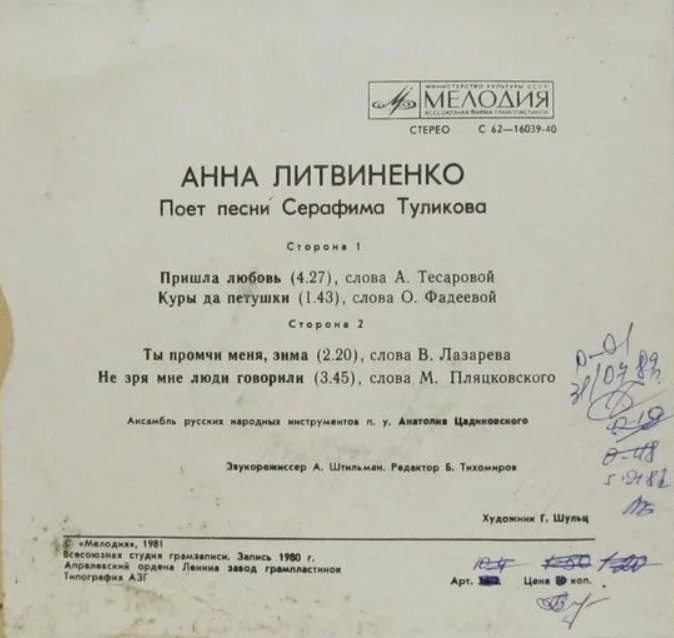 МИНИСТЕРСТВО КУЛЬТУРЫ СССР
МЕЛОДИЯ
ВСЕСОЮЗНАЯ ФИРМА ГРАМПЛАСТИНОК
СТЕРЕО С 62—16039-40
АННА ЛИТВИНЕНКО
Поет песни Серафима Туликова
Сторона 1
Пришла любовь (4.27), слова А. Тесаровой
Куры да петушки (1.43), слова О. Фадеевой
Сторона 2
Ты промчи меня, зима (2.20), слова В. Лазарева
Не зря мне люди говорили (3.45), слова М. Пляцковского
Ансамбль русских народных инструментов п. у. Анатолия Цадиковского
Звукорежиссер А. Штильман. Редактор Б. Тихомиров
Художник Г. Шульц
© «Мелодия», 1981
Всесоюзная студия грамзаписи. Запись 1980 г.
Апрелевский ордена Ленина завод грампластинок
Типография АЗГ
Арт. Цена коп.